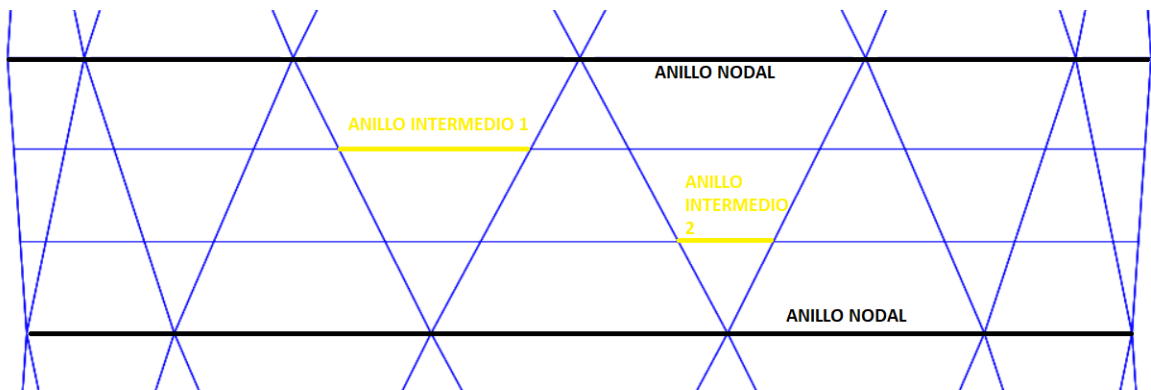 ANILLO NODAL
ANILLO INTERMEDIO 1
ANILLO
INTERMEDIO
2
ANILLO NODAL